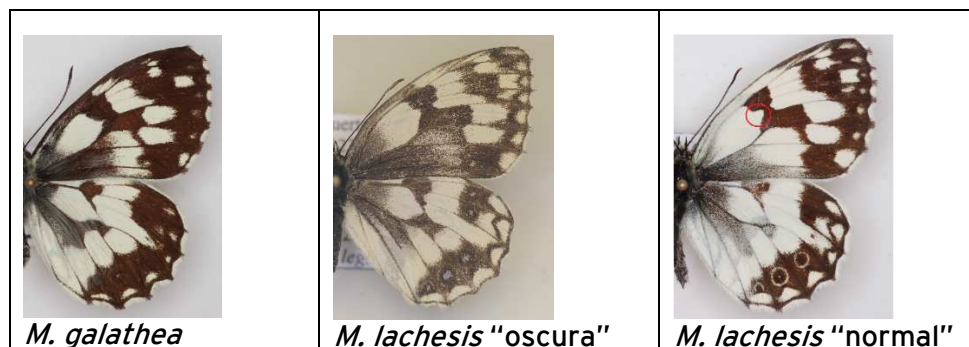 M. galathea
M. lachesis “oscura”
M. lachesis “normal”